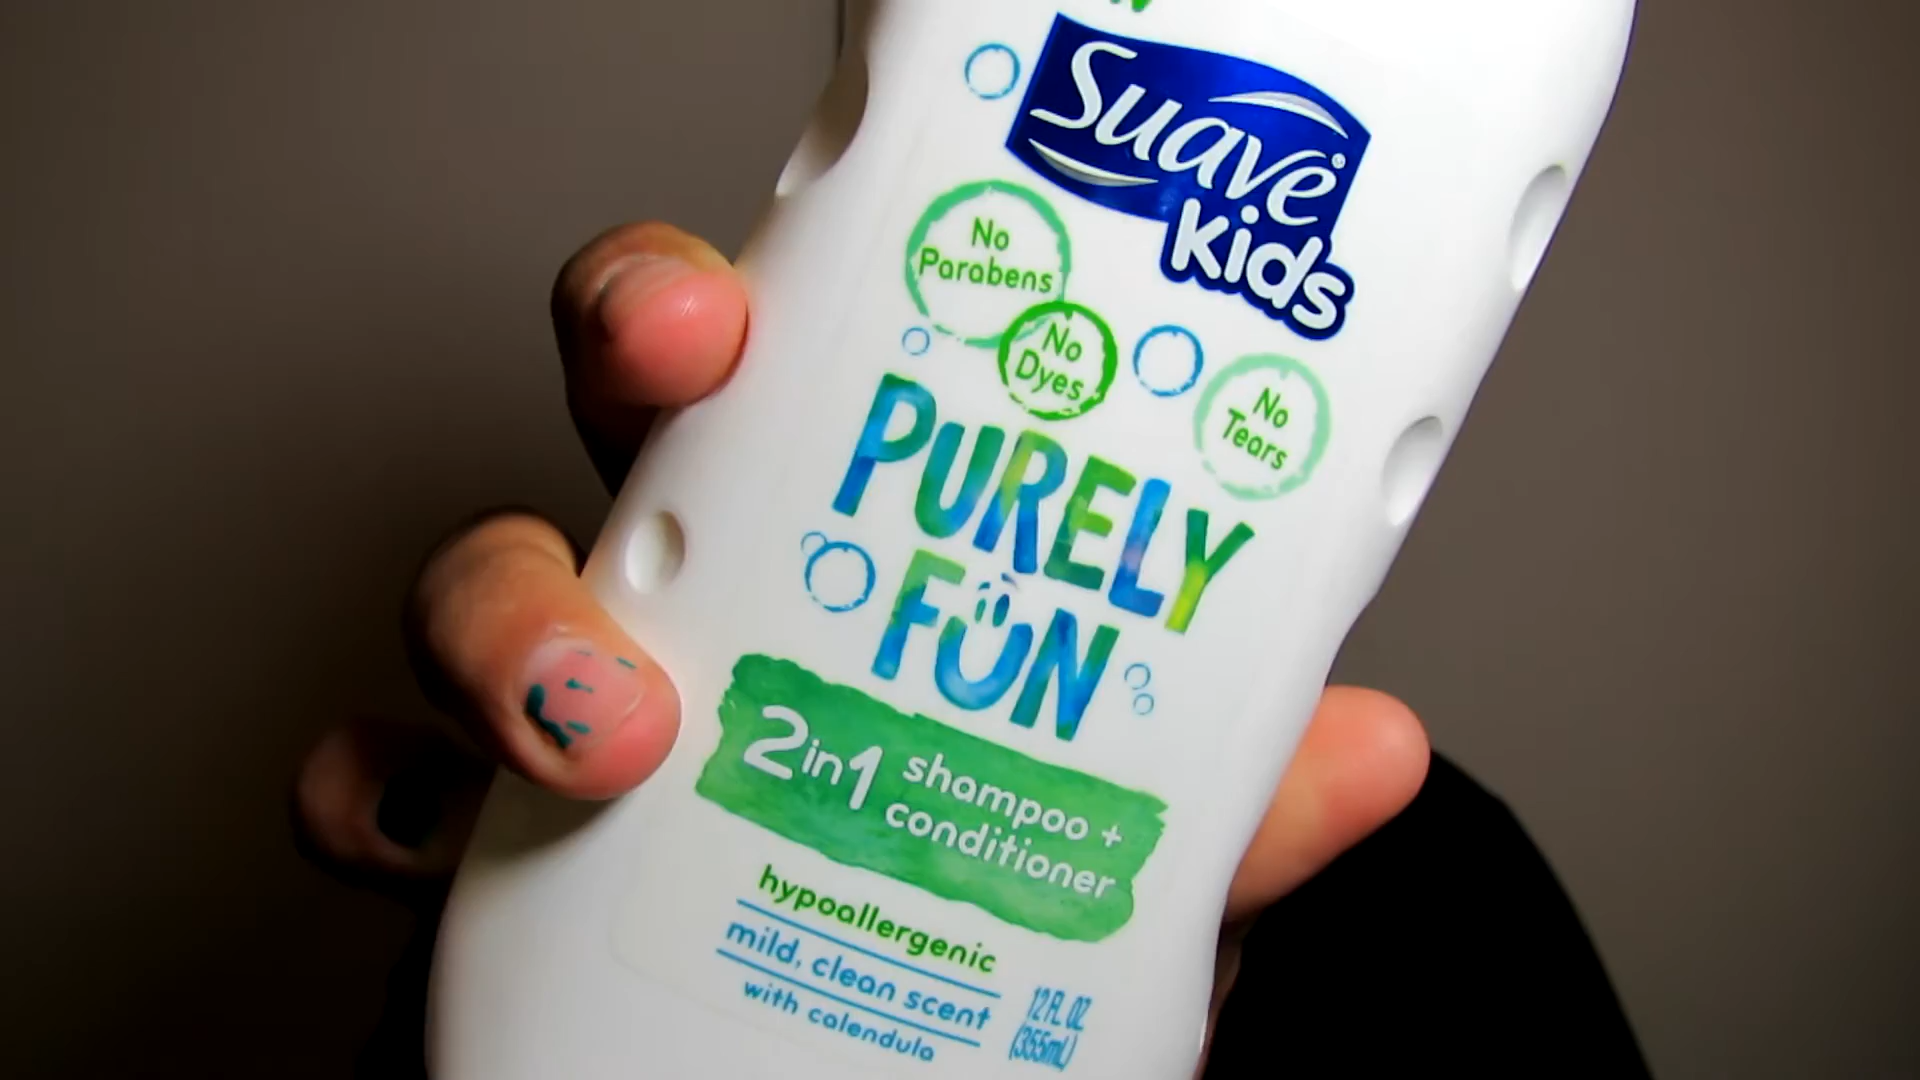 Suave®
kids
No
Parabens
No
Dyes
No
Tears
PURELY
FUN
2in1 shampoo +
conditioner
hypoallergenic
mild, clean scent
with calendula
12 FL OZ
(355mL)